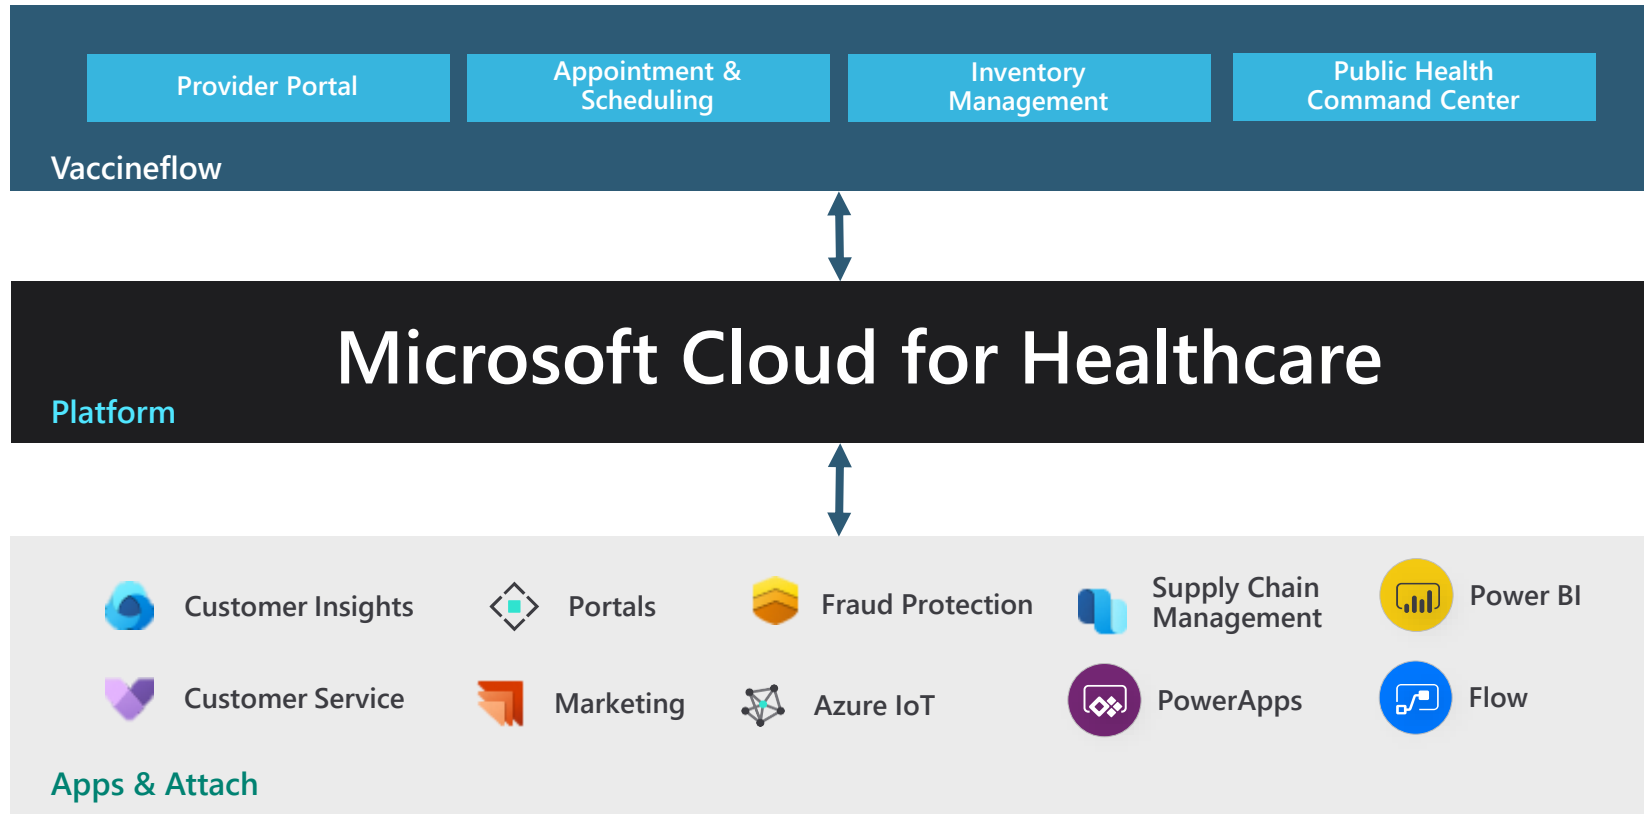 Provider Portal
Appointment &
Scheduling
Inventory
Management
Public Health
Command Center
Vaccineflow
Microsoft Cloud for Healthcare
Platform
Customer Insights
Portals
Fraud Protection
Supply Chain
Management
Power BI
Customer Service
Marketing
Azure IoT
PowerApps
Flow
Apps & Attach